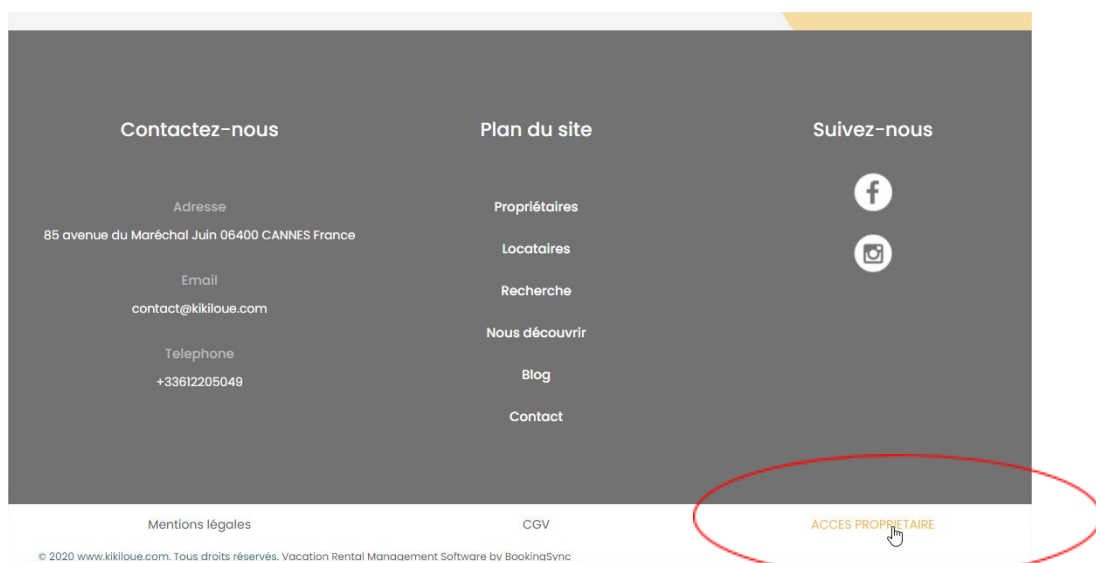 Contactez-nous
Adresse
85 avenue du Maréchal Juin 06400 CANNES France
Email
contact@kikiloue.com
Telephone
+33612205049
Plan du site
Propriétaires
Locataires
Recherche
Nous découvrir
Blog
Contact
Suivez-nous
Mentions légales
CGV
ACCES PROPRIETAIRE
© 2020 www.kikiloue.com. Tous droits réservés. Vacation Rental Management Software by BookingSync